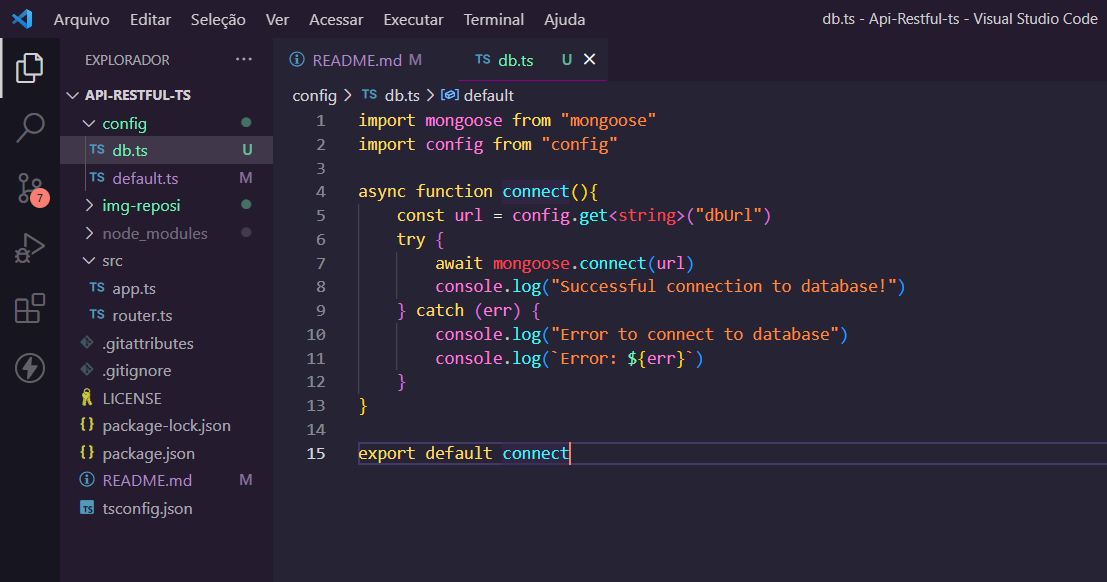 Arquivo Editar Seleção Ver Acessar Executar Terminal Ajuda db.ts - Api-Restful-ts - Visual Studio Code
EXPLORADOR ···
API-RESTFUL-TS
config
TS db.ts U
TS default.ts M
img-reposi
node_modules
src
TS app.ts
TS router.ts
.gitattributes
.gitignore
LICENSE
{} package-lock.json
{} package.json
README.md M
TS tsconfig.json
7
README.md M TS db.ts U
config > TS db.ts > default
1 import mongoose from "mongoose"
2 import config from "config"
3
4 async function connect(){
5 const url = config.get<string>("dbUrl")
6 try {
7 await mongoose.connect(url)
8 console.log("Successful connection to database!")
9 } catch (err) {
10 console.log("Error to connect to database")
11 console.log(`Error: ${err}`)
12 }
13 }
14
15 export default connect